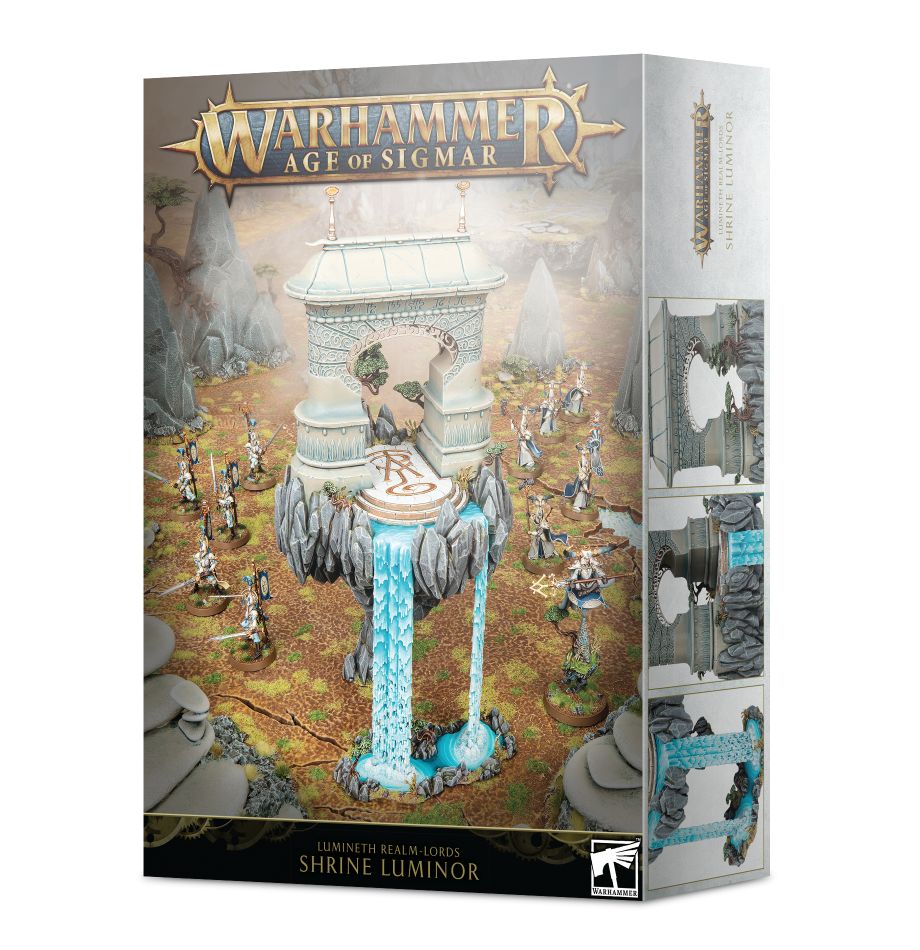 WARHAMMER
AGE OF SIGMAR
LUMINETH REALM-LORDS
SHRINE LUMINOR
WARHAMMER
WARHAMMER
AGE OF SIGMAR
LUMINETH REALM-LORDS
SHRINE LUMINOR